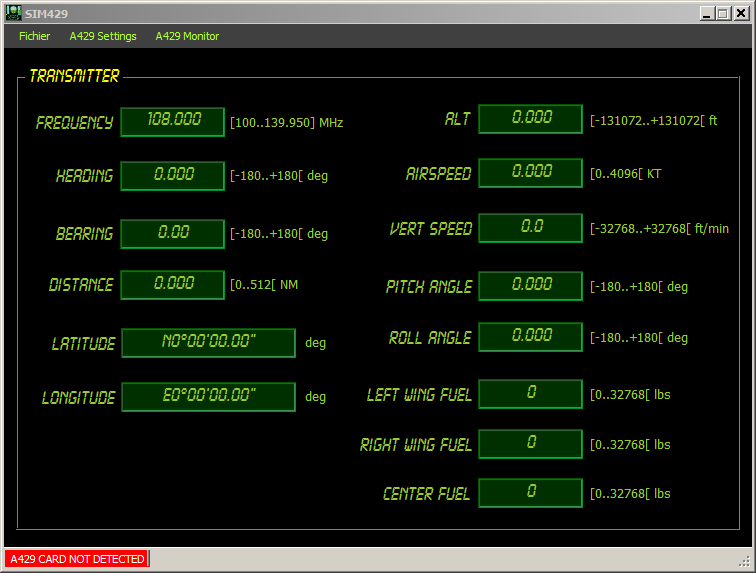 SIM429
Fichier A429 Settings A429 Monitor
TRANSMITTER
FREQUENCY 108.000 [100..139.950] MHz
HEADING 0.000 [-180..+180[ deg
BEARING 0.00 [-180..+180[ deg
DISTANCE 0.000 [0..512[ NM
LATITUDE N0°00'00.00" deg
LONGITUDE E0°00'00.00" deg
ALT 0.000 [-131072..+131072[ ft
AIRSPEED 0.000 [0..4096[ KT
VERT SPEED 0.0 [-32768..+32768[ ft/min
PITCH ANGLE 0.000 [-180..+180[ deg
ROLL ANGLE 0.000 [-180..+180[ deg
LEFT WING FUEL 0 [0..32768[ lbs
RIGHT WING FUEL 0 [0..32768[ lbs
CENTER FUEL 0 [0..32768[ lbs
A429 CARD NOT DETECTED